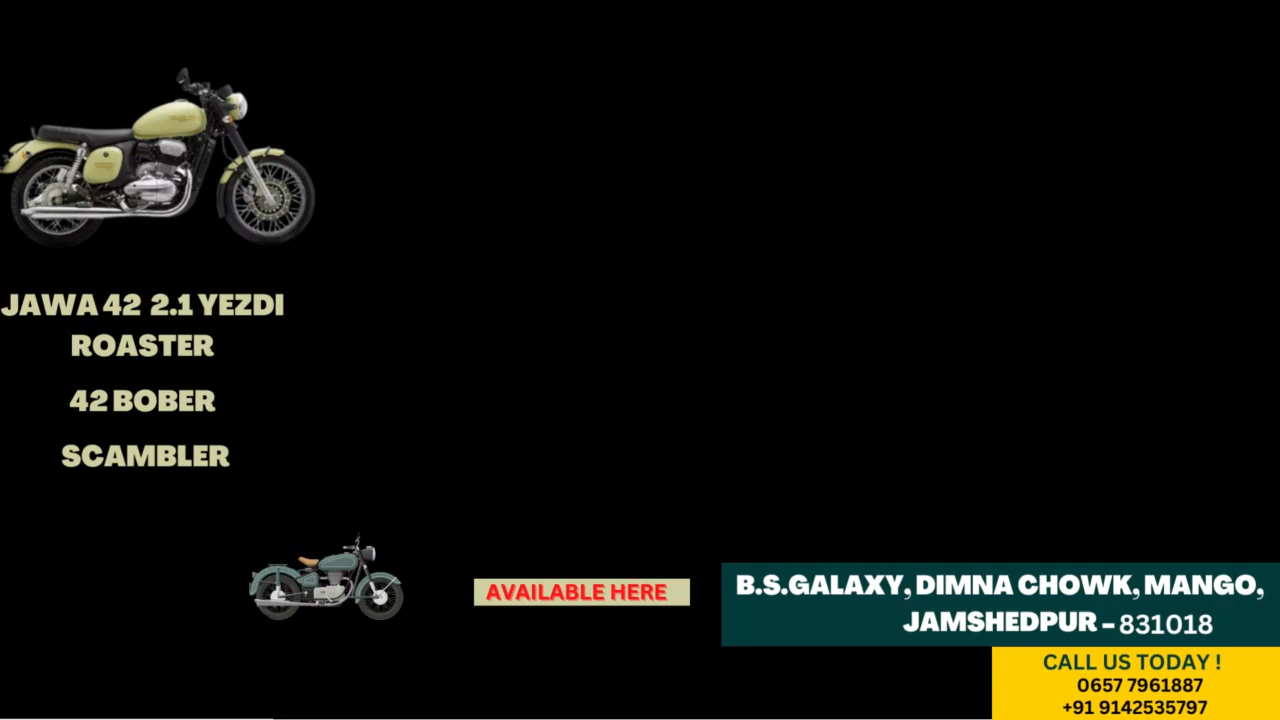 JAWA 42 2.1 YEZDI
ROASTER
42 BOBER
SCAMBLER
AVAILABLE HERE
B.S.GALAXY, DIMNA CHOWK, MANGO,
JAMSHEDPUR – 831018
CALL US TODAY !
0657 7961887
+91 9142535797